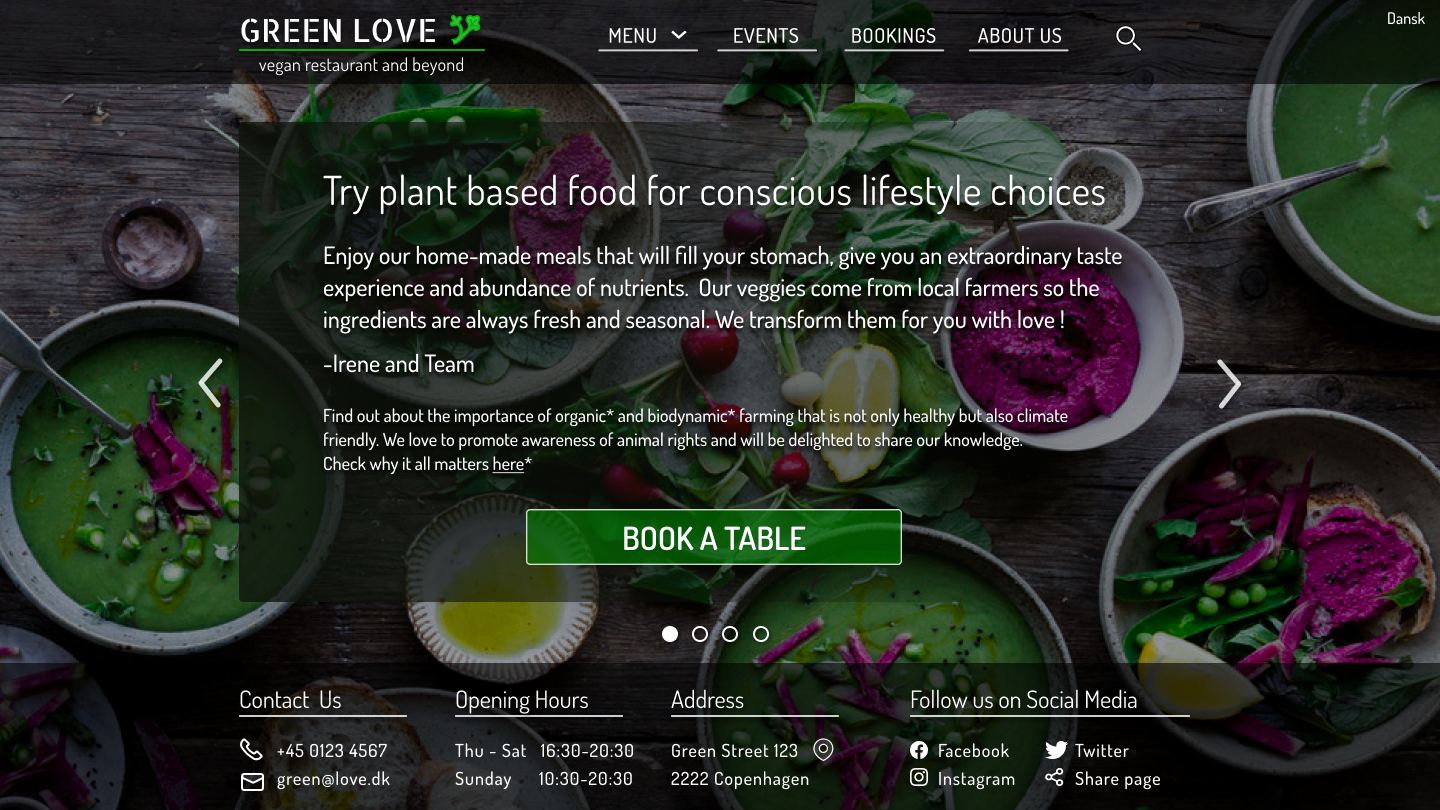 GREEN LOVE
vegan restaurant and beyond
MENU
EVENTS
BOOKINGS
ABOUT US
Dansk
Try plant based food for conscious lifestyle choices
Enjoy our home-made meals that will fill your stomach, give you an extraordinary taste
experience and abundance of nutrients.  Our veggies come from local farmers so the
ingredients are always fresh and seasonal. We transform them for you with love !
-Irene and Team
Find out about the importance of organic* and biodynamic* farming that is not only healthy but also climate
friendly. We love to promote awareness of animal rights and will be delighted to share our knowledge.
Check why it all matters here*
BOOK A TABLE
Contact  Us
+45 0123 4567
green@love.dk
Opening Hours
Thu - Sat  16:30-20:30
Sunday  10:30-20:30
Address
Green Street 123
2222 Copenhagen
Follow us on Social Media
Facebook
Twitter
Instagram
Share page